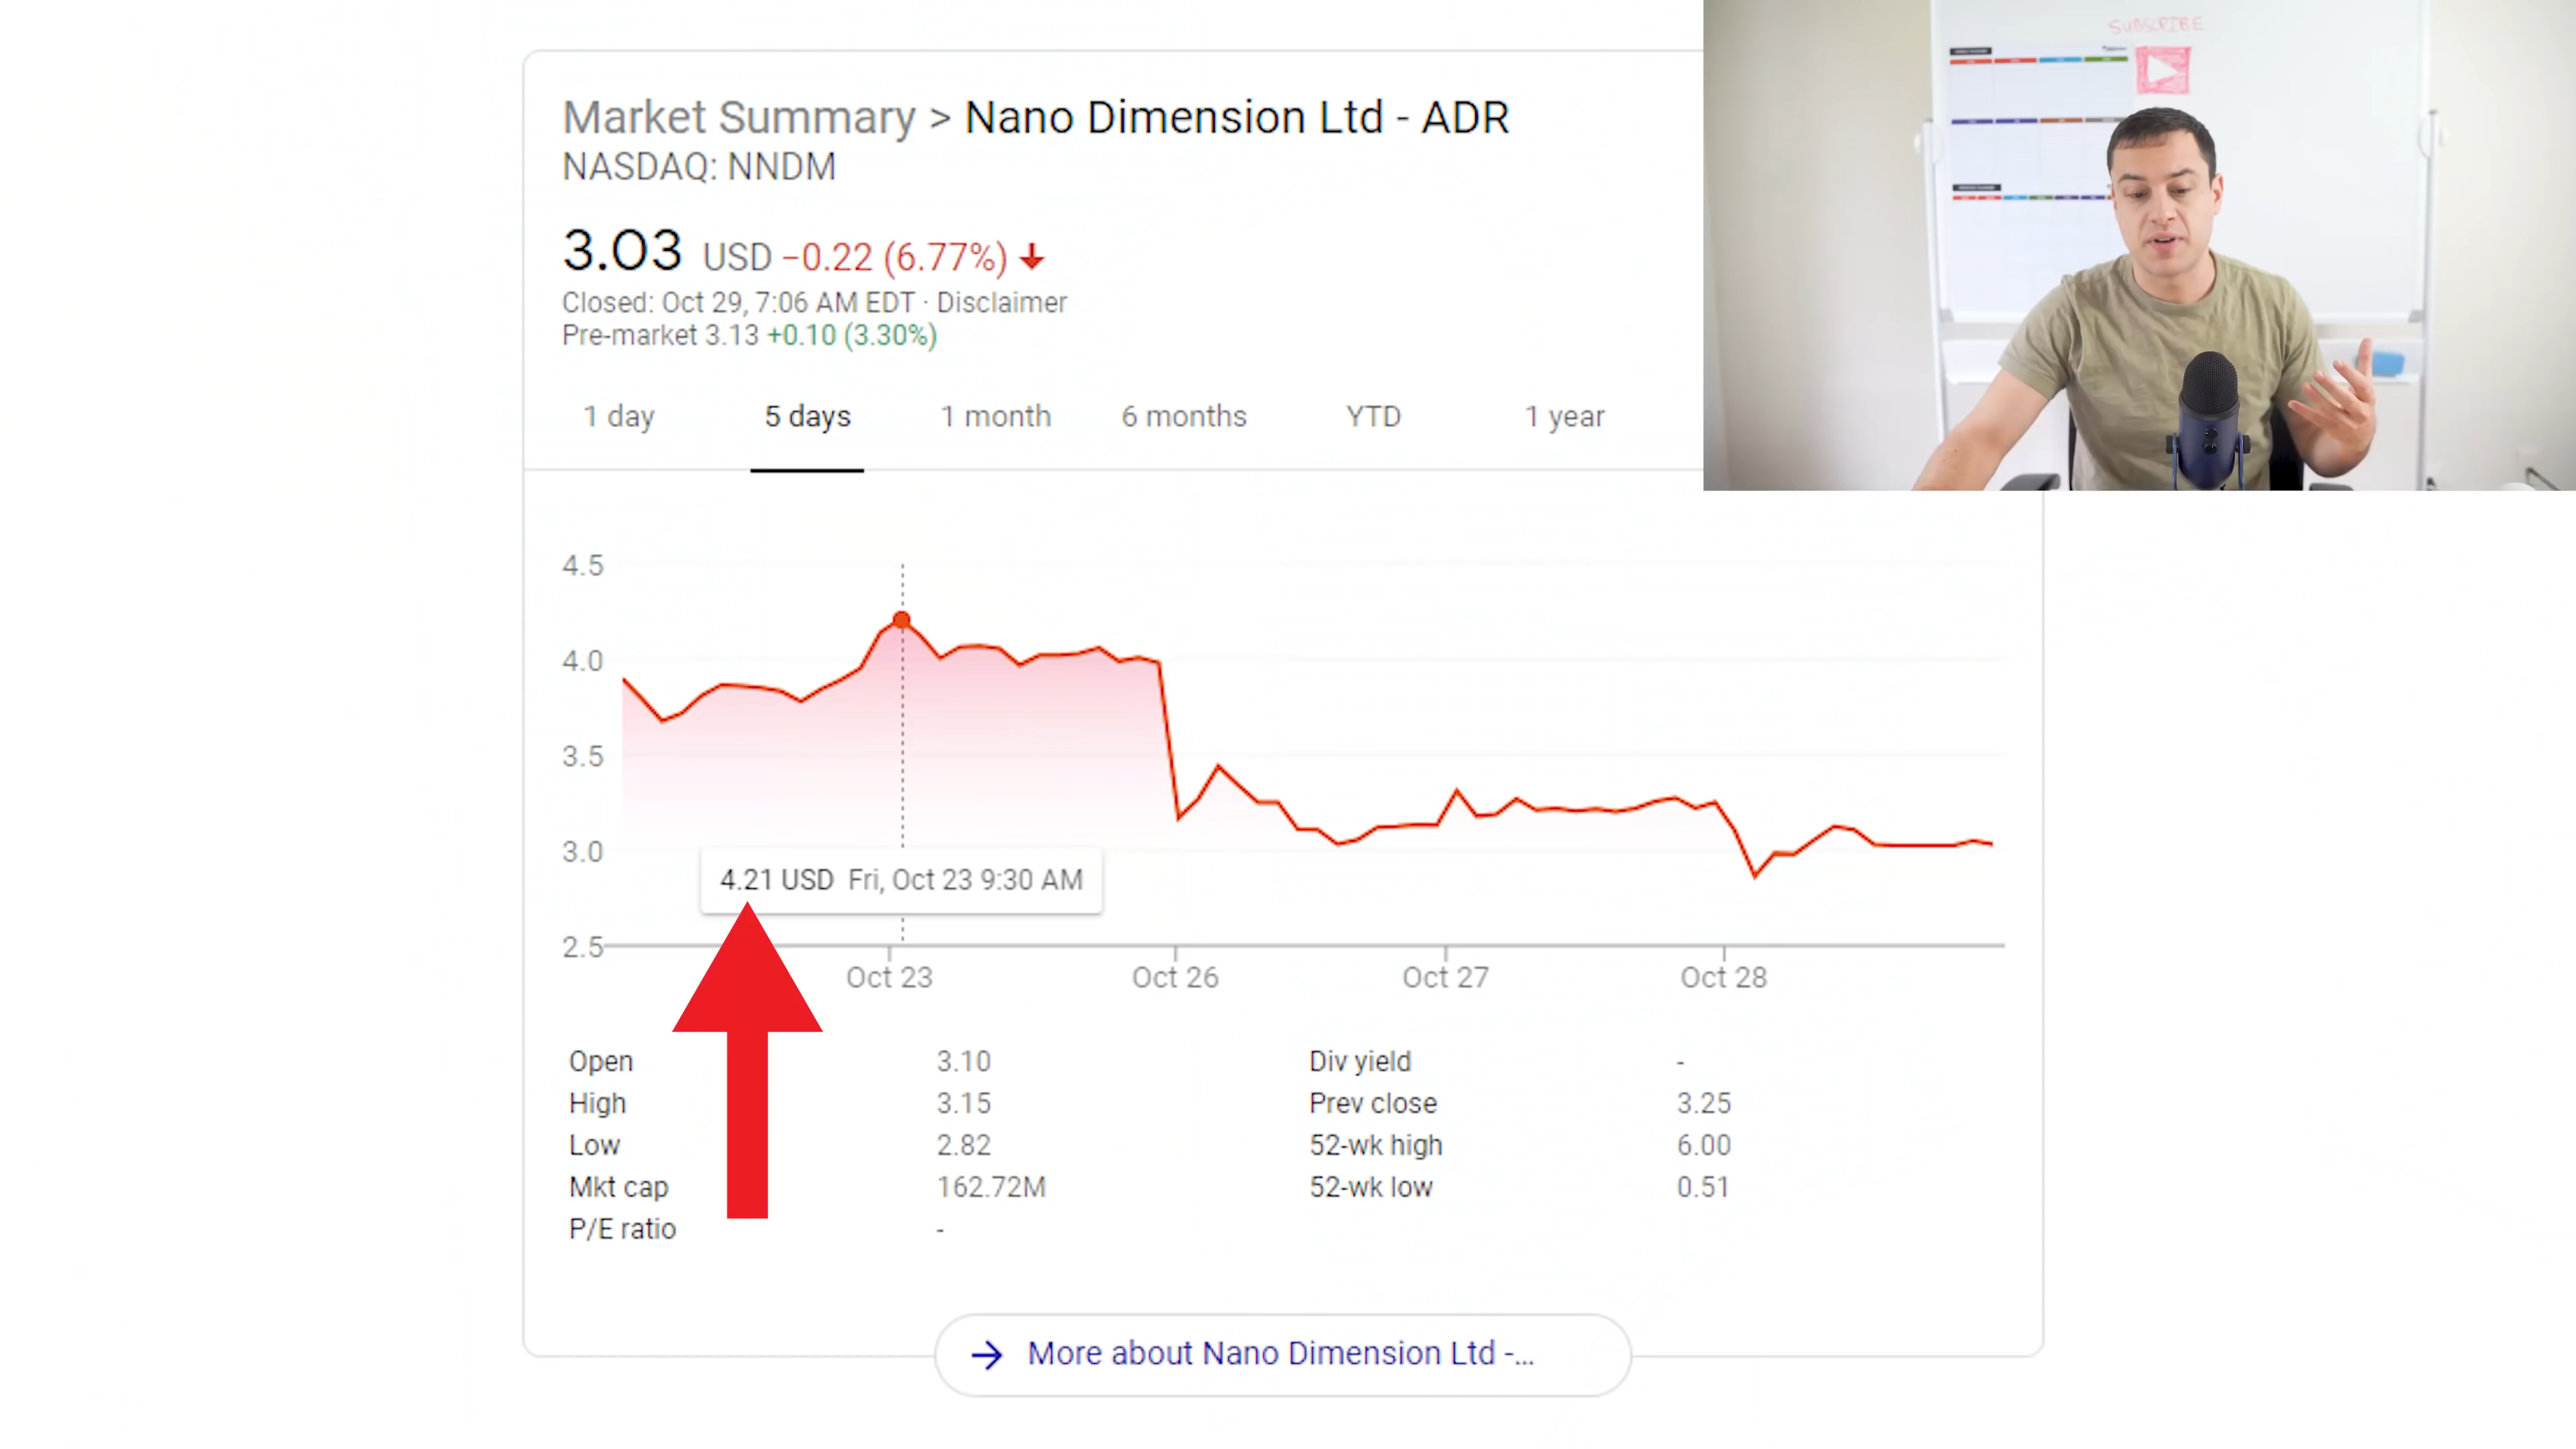 SUBSCRIBE
Market Summary > Nano Dimension Ltd - ADR
NASDAQ: NNDM
3.03 USD −0.22 (6.77%) ↓
Closed: Oct 29, 7:06 AM EDT · Disclaimer
Pre-market 3.13 +0.10 (3.30%)
1 day 5 days 1 month 6 months YTD 1 year
4.5
4.0
3.5
3.0
4.21 USD Fri, Oct 23 9:30 AM
2.5
Oct 23 Oct 26 Oct 27 Oct 28
Open 3.10 Div yield -
High 3.15 Prev close 3.25
Low 2.82 52-wk high 6.00
Mkt cap 162.72M 52-wk low 0.51
P/E ratio -
→ More about Nano Dimension Ltd -...